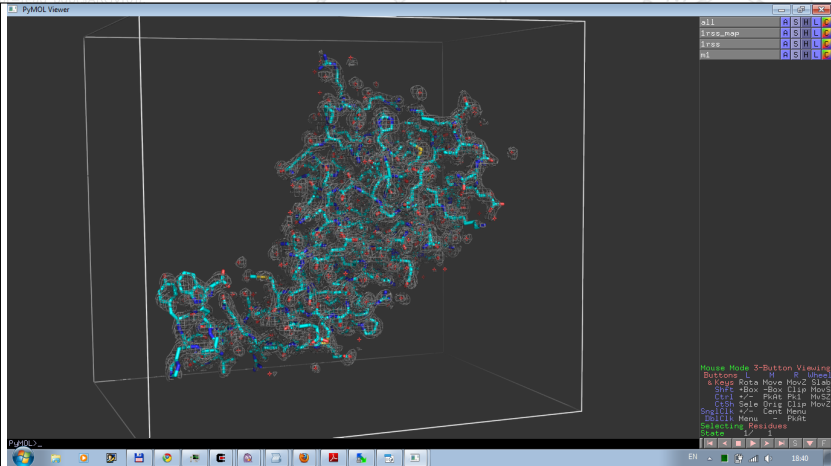 PyMOL Viewer
all A S H L C
1rss_map A S H L C
1rss A S H L C
m1 A S H L C
Mouse Mode 3-Button Viewing
Buttons L M R Wheel
& Keys Rota Move MovZ Slab
Shft +Box -Box Clip MovS
Ctrl +/- PkAt Pk1 MvSZ
CtSh Sele Orig Clip MovZ
SnglClk +/- Cent Menu
DblClk Menu - PkAt
Selecting Residues
State 1/ 1
PyMOL>_
S F
EN 18:40